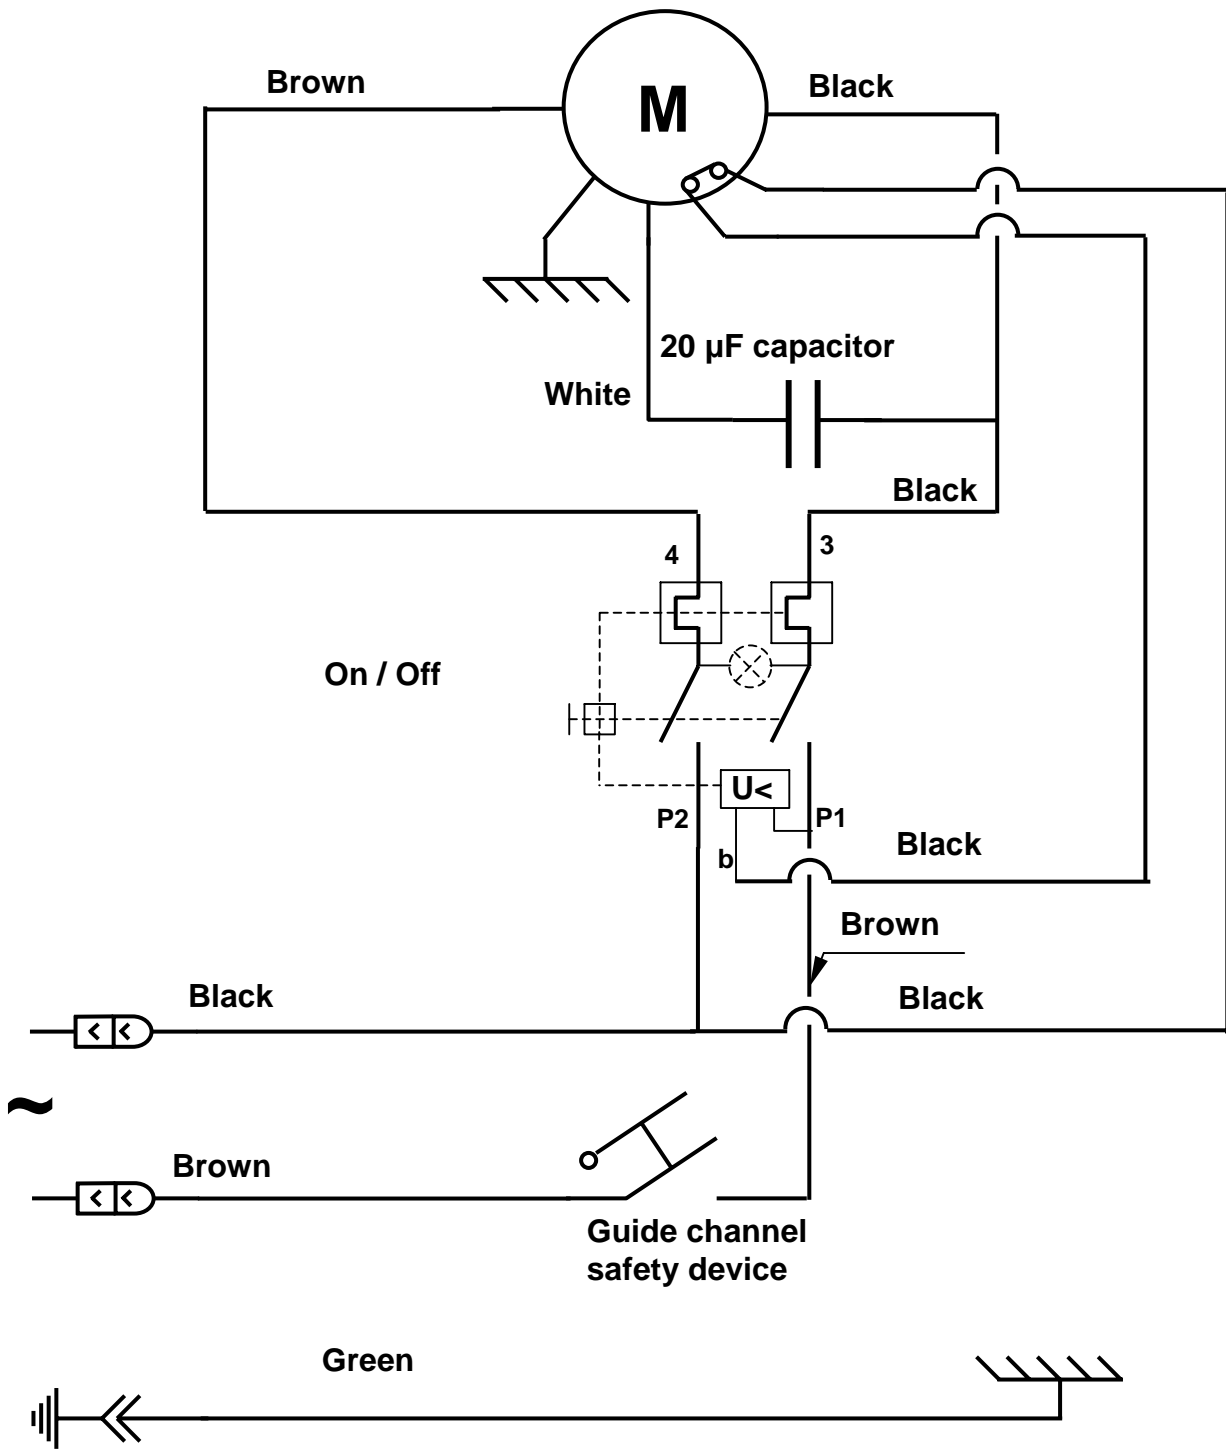 Brown
M
Black
20 µF capacitor
White
Black
4
3
On / Off
U<
P2
P1
b
Black
Brown
Black
Black
~
Brown
Guide channel
safety device
Green